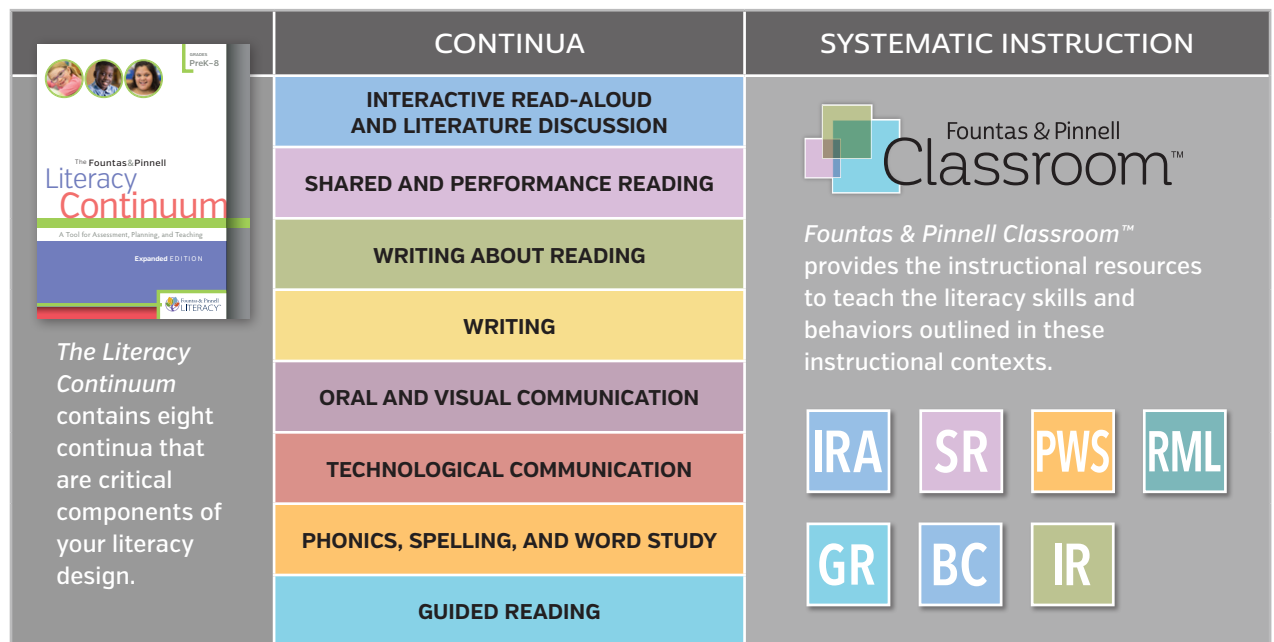 GRADES
PreK–8
The Fountas & Pinnell
Literacy
Continuum
A Tool for Assessment, Planning, and Teaching
Expanded EDITION
Fountas & Pinnell
LITERACY™
The Literacy
Continuum
contains eight
continua that
are critical
components of
your literacy
design.
CONTINUA
INTERACTIVE READ-ALOUD
AND LITERATURE DISCUSSION
SHARED AND PERFORMANCE READING
WRITING ABOUT READING
WRITING
ORAL AND VISUAL COMMUNICATION
TECHNOLOGICAL COMMUNICATION
PHONICS, SPELLING, AND WORD STUDY
GUIDED READING
SYSTEMATIC INSTRUCTION
Fountas & Pinnell
Classroom™
Fountas & Pinnell Classroom™
provides the instructional resources
to teach the literacy skills and
behaviors outlined in these
instructional contexts.
IRA SR PWS RML
GR BC IR